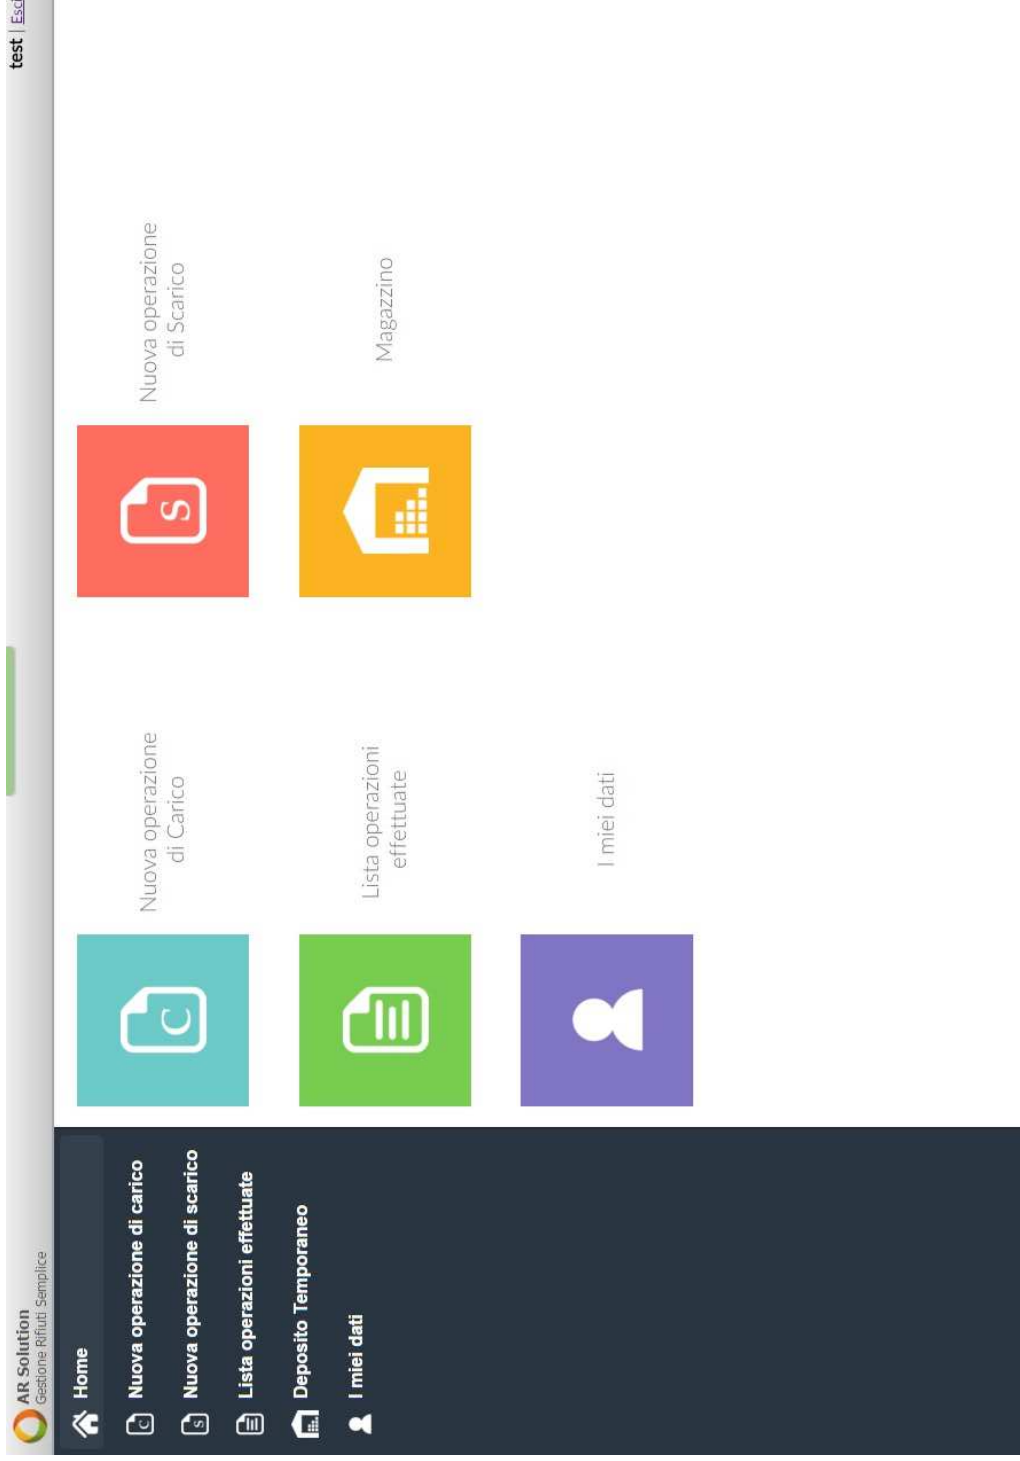 AR Solution
Gestione Rifiuti Semplice
test | Esci
Home
C Nuova operazione di carico
S Nuova operazione di scarico
Lista operazioni effettuate
Deposito Temporaneo
I miei dati
C
Nuova operazione
di Carico
S
Nuova operazione
di Scarico
Lista operazioni
effettuate
Magazzino
I miei dati